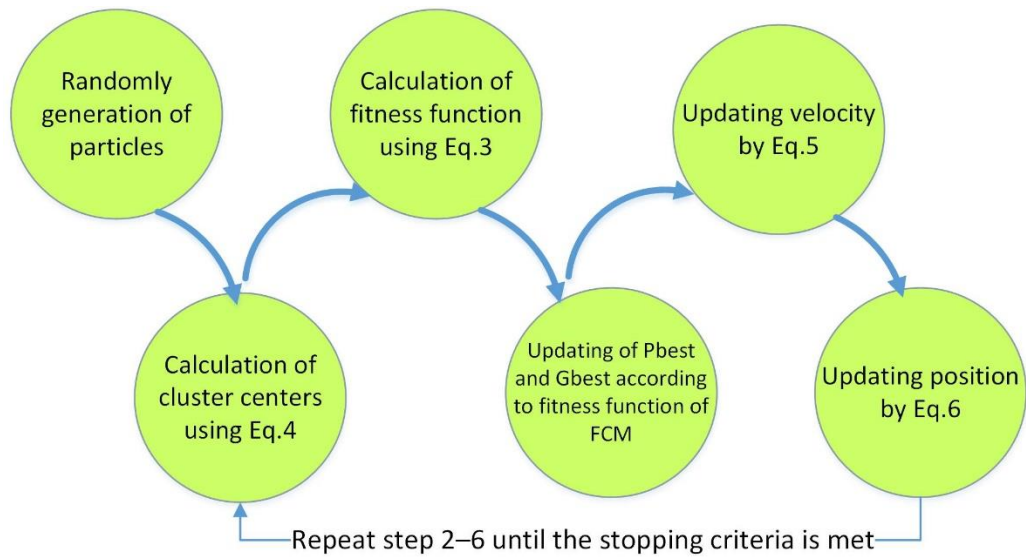 Randomly
generation of
particles
Calculation of
cluster centers
using Eq.4
Calculation of
fitness function
using Eq.3
Updating of Pbest
and Gbest according
to fitness function of
FCM
Updating velocity
by Eq.5
Updating position
by Eq.6
Repeat step 2–6 until the stopping criteria is met